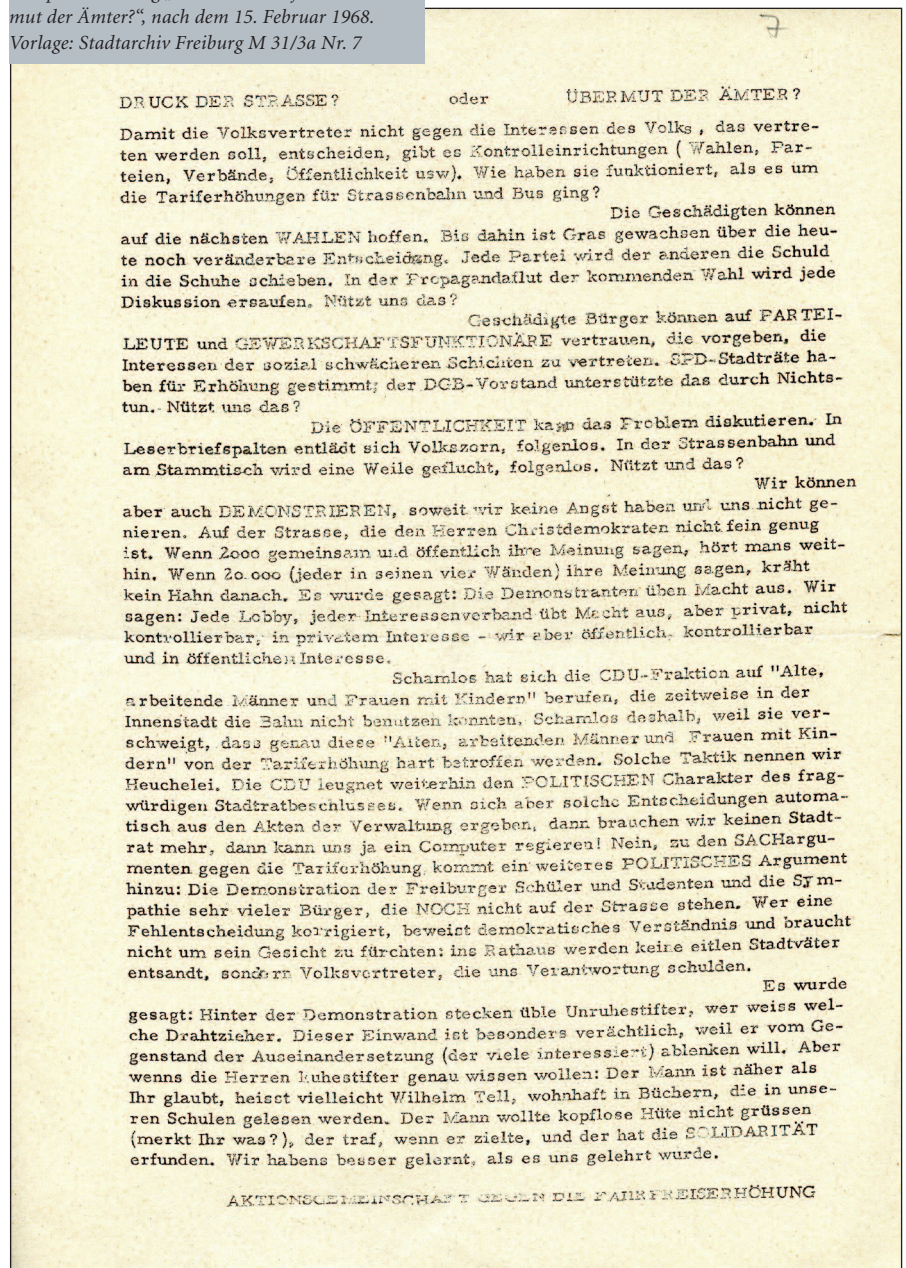 mut der Ämter?“, nach dem 15. Februar 1968.
Vorlage: Stadtarchiv Freiburg M 31/3a Nr. 7
7
DRUCK DER STRASSE? oder ÜBERMUT DER ÄMTER?
Damit die Volksvertreter nicht gegen die Interessen des Volks , das vertre-
ten werden soll, entscheiden, gibt es Kontrolleinrichtungen ( Wahlen, Par-
teien, Verbände, Öffentlichkeit usw). Wie haben sie funktioniert, als es um
die Tariferhöhungen für Strassenbahn und Bus ging?
Die Geschädigten können
auf die nächsten WAHLEN hoffen. Bis dahin ist Gras gewachsen über die heu-
te noch veränderbare Entscheidung. Jede Partei wird der anderen die Schuld
in die Schuhe schieben. In der Propagandaflut der kommenden Wahl wird jede
Diskussion ersaufen. Nützt uns das?
Geschädigte Bürger können auf PARTEI-
LEUTE und GEWERKSCHAFTSFUNKTIONÄRE vertrauen, die vorgeben, die
Interessen der sozial schwächeren Schichten zu vertreten. SPD-Stadträte ha-
ben für Erhöhung gestimmt; der DGB-Vorstand unterstützte das durch Nichts-
tun. Nützt uns das?
Die ÖFFENTLICHKEIT kann das Problem diskutieren. In
Leserbriefspalten entlädt sich Volkszorn, folgenlos. In der Strassenbahn und
am Stammtisch wird eine Weile geflucht, folgenlos. Nützt und das?
Wir können
aber auch DEMONSTRIEREN, soweit wir keine Angst haben und uns nicht ge-
nieren. Auf der Strasse, die den Herren Christdemokraten nicht fein genug
ist. Wenn 2000 gemeinsam und öffentlich ihre Meinung sagen, hört mans weit-
hin. Wenn 20.000 (jeder in seinen vier Wänden) ihre Meinung sagen, kräht
kein Hahn danach. Es wurde gesagt: Die Demonstranten üben Macht aus. Wir
sagen: Jede Lobby, jeder Interessenverband übt Macht aus, aber privat, nicht
kontrollierbar, in privatem Interesse - wir aber öffentlich, kontrollierbar
und in öffentlichen Interesse.
Schamlos hat sich die CDU-Fraktion auf "Alte,
arbeitende Männer und Frauen mit Kindern" berufen, die zeitweise in der
Innenstadt die Bahn nicht benutzen konnten. Schamlos deshalb, weil sie ver-
schweigt, dass genau diese "Alten, arbeitenden Männer und Frauen mit Kin-
dern" von der Tariferhöhung hart betroffen werden. Solche Taktik nennen wir
Heuchelei. Die CDU leugnet weiterhin den POLITISCHEN Charakter des frag-
würdigen Stadtratbeschlusses. Wenn sich aber solche Entscheidungen automa-
tisch aus den Akten der Verwaltung ergeben, dann brauchen wir keinen Stadt-
rat mehr, dann kann uns ja ein Computer regieren! Nein, zu den SACHargu-
menten gegen die Tariferhöhung kommt ein weiteres POLITISCHES Argument
hinzu: Die Demonstration der Freiburger Schüler und Studenten und die Sym-
pathie sehr vieler Bürger, die NOCH nicht auf der Strasse stehen. Wer eine
Fehlentscheidung korrigiert, beweist demokratisches Verständnis und braucht
nicht um sein Gesicht zu fürchten: ins Rathaus werden keine eitlen Stadtväter
entsandt, sondern Volksvertreter, die uns Verantwortung schulden.
Es wurde
gesagt: Hinter der Demonstration stecken üble Unruhestifter, wer weiss wel-
che Drahtzieher. Dieser Einwand ist besonders verächtlich, weil er vom Ge-
genstand der Auseinandersetzung (der viele interessiert) ablenken will. Aber
wenns die Herren Ruhestifter genau wissen wollen: Der Mann ist näher als
Ihr glaubt, heisst vielleicht Wilhelm Tell, wohnhaft in Büchern, die in unse-
ren Schulen gelesen werden. Der Mann wollte kopflose Hüte nicht grüssen
(merkt Ihr was?), der traf, wenn er zielte, und der hat die SOLIDARITÄT
erfunden. Wir habens besser gelernt, als es uns gelehrt wurde.
AKTIONSGEMEINSCHAFT GEGEN DIE FAHRPREISERHÖHUNG